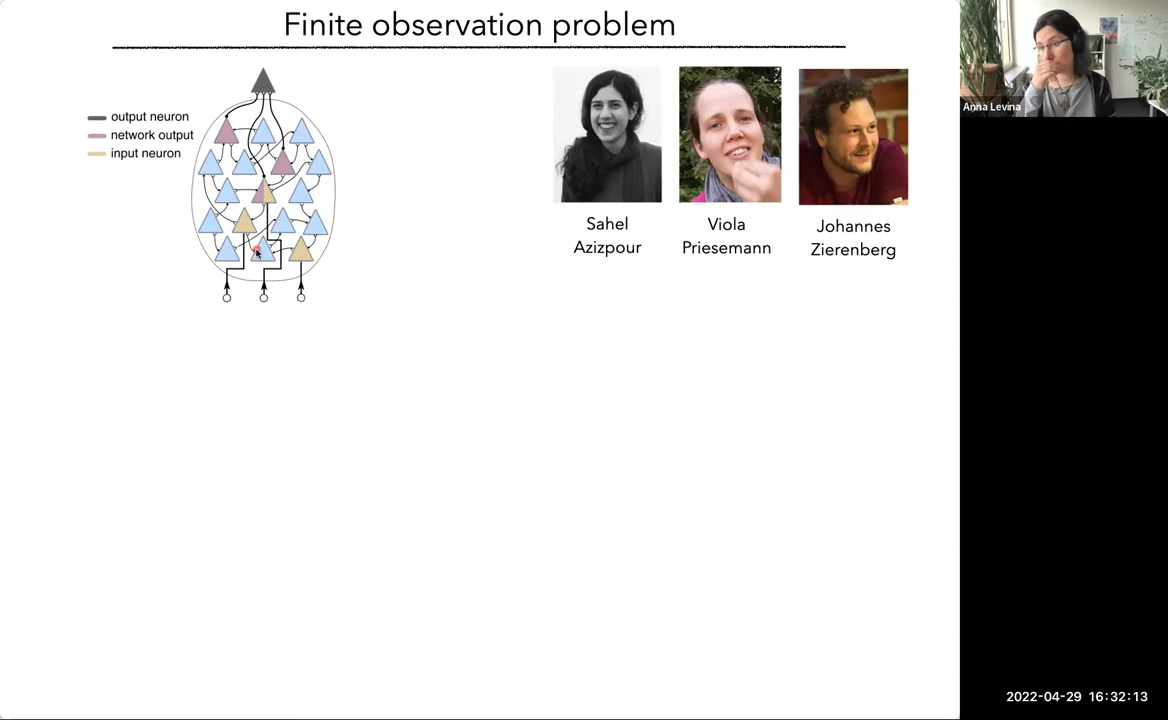 Finite observation problem
output neuron
network output
input neuron
Sahel
Azizpour
Viola
Priesemann
Johannes
Zierenberg
Anna Levina
2022-04-29 16:32:13